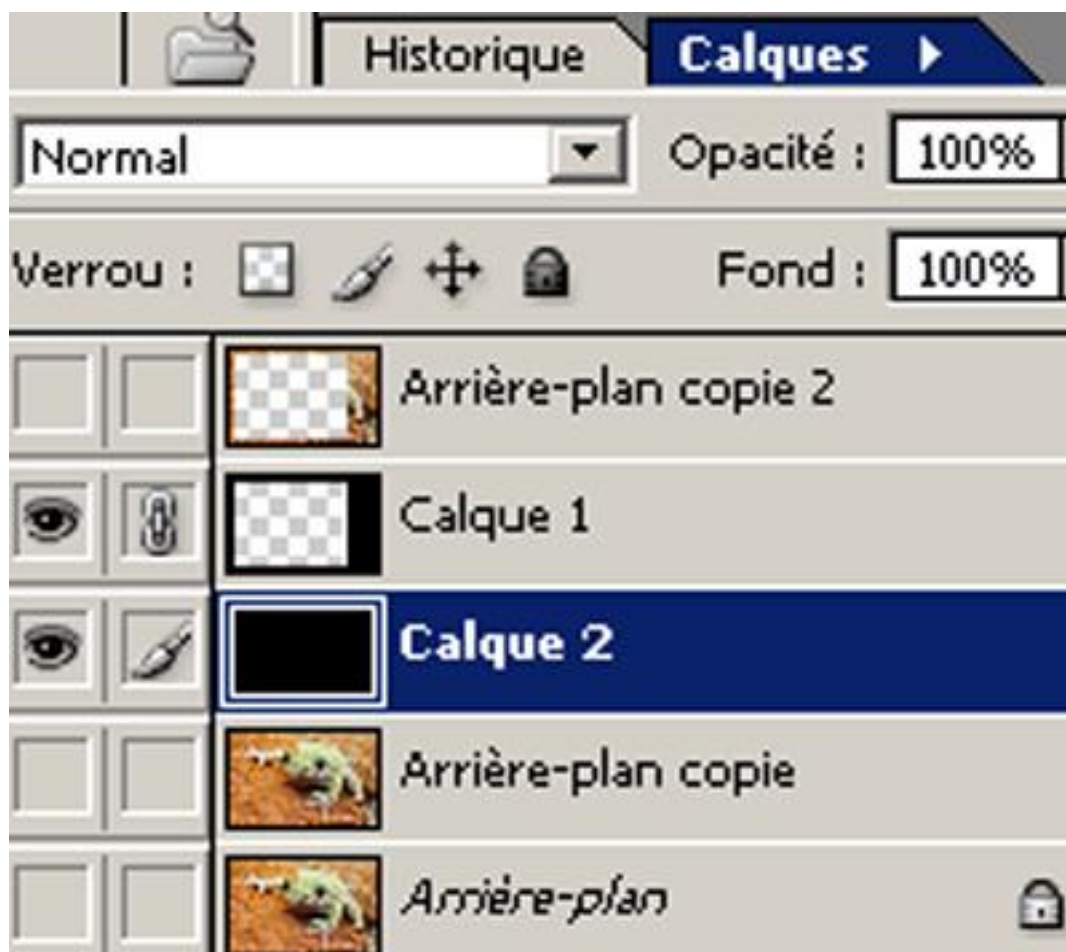 Historique Calques
Normal Opacité : 100%
Verrou : Fond : 100%
Arrière-plan copie 2
Calque 1
Calque 2
Arrière-plan copie
Arrière-plan